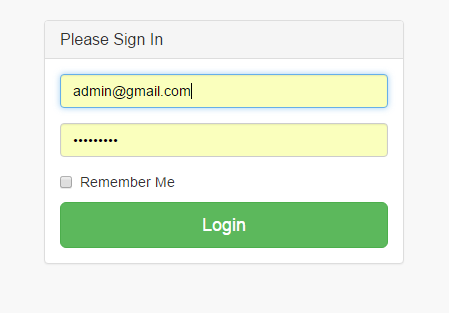 Please Sign In
admin@gmail.com
•••••••••
Remember Me
Login